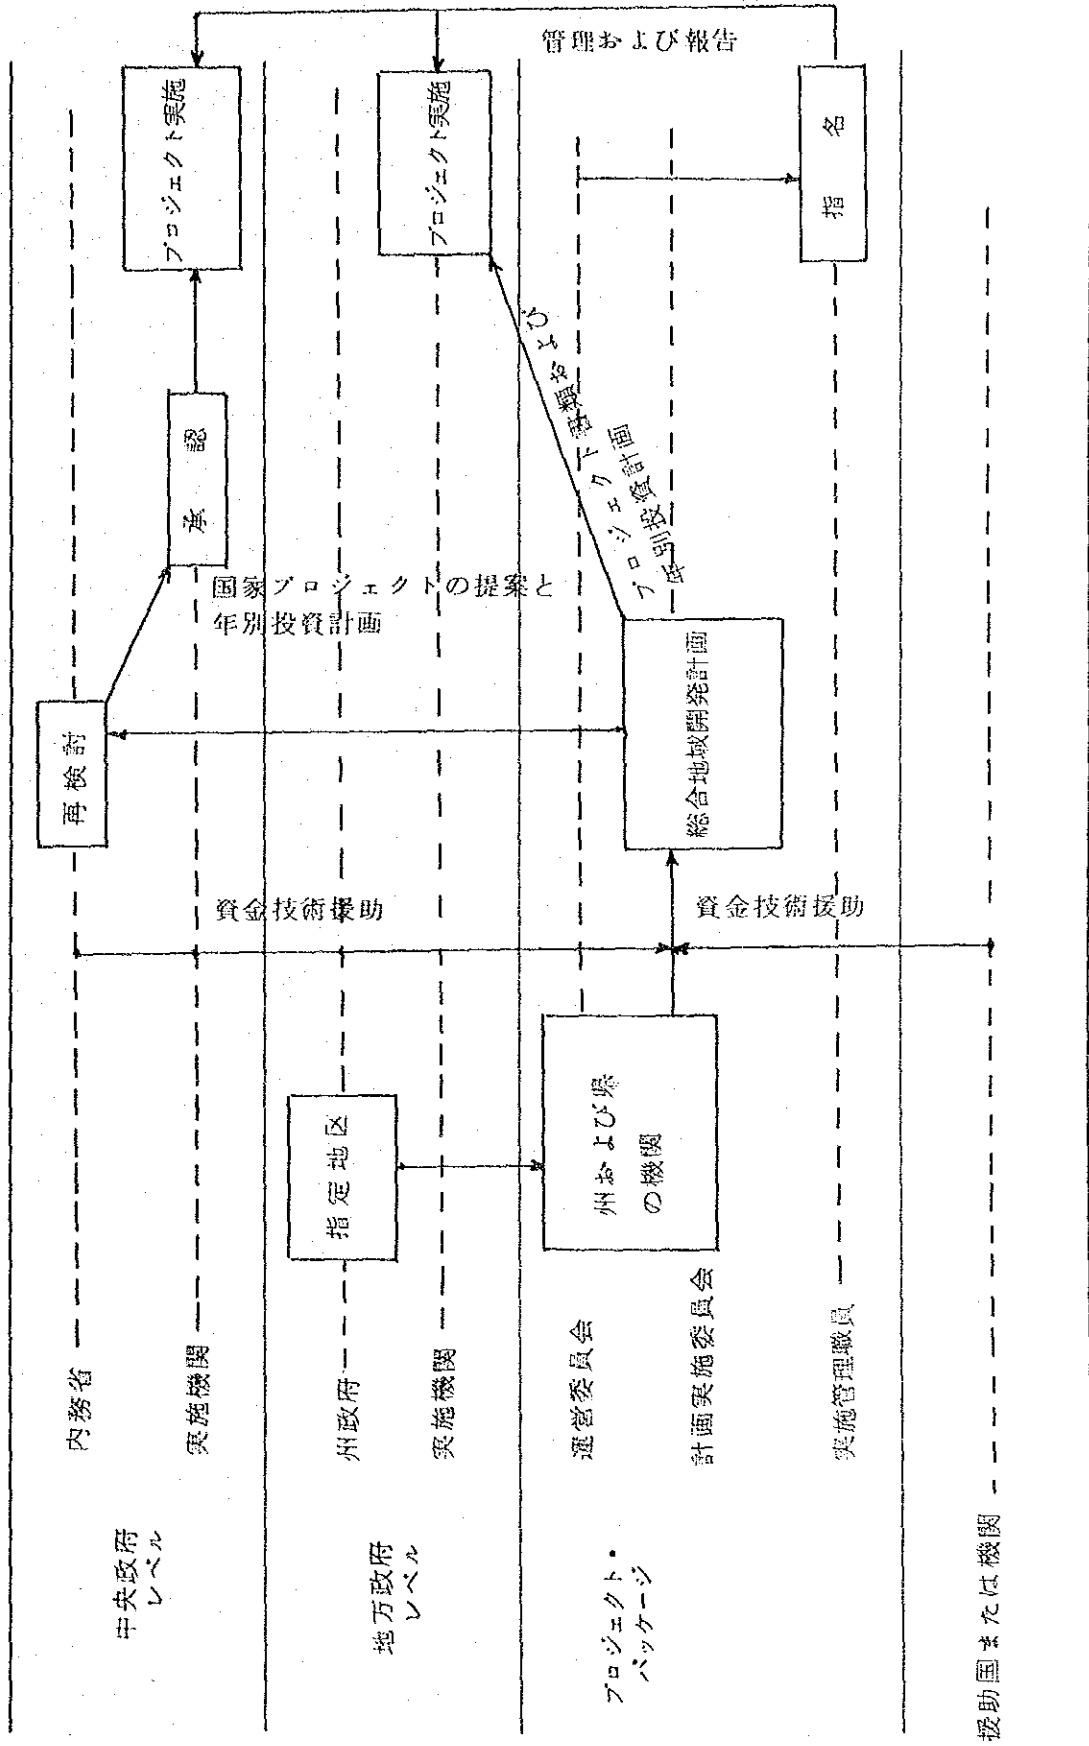 中央政府
レベル
内務省
実施機関
再検討
承認
プロジェクト実施
地方政府
レベル
州政府
実施機関
指定地区
プロジェクト実施
プロジェクト・
パッケージ
運営委員会
計画実施委員会
実施管理職員
州および県
の機関
総合地域開発計画
指名
援助国または機関
資金技術援助
資金技術援助
国家プロジェクトの提案と
年別投資計画
プロジェクト書類および
年別投資計画
管理および報告